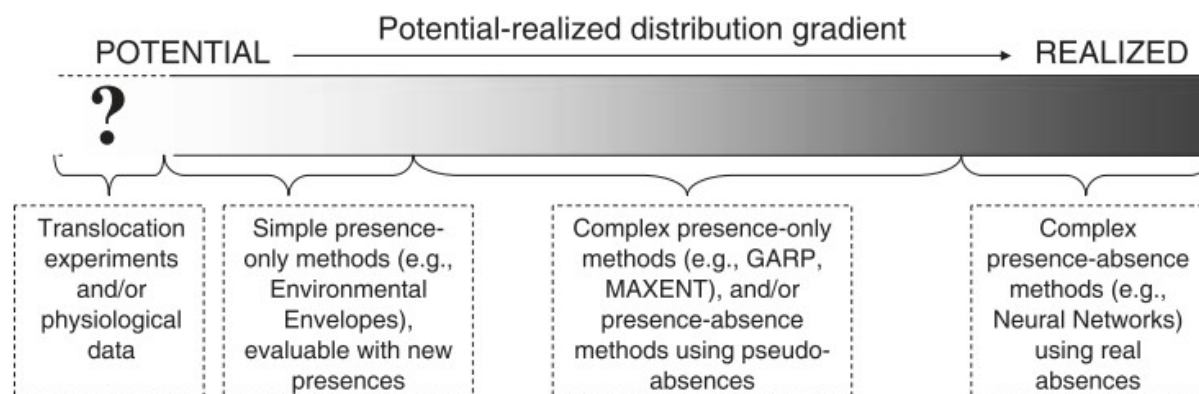 Potential-realized distribution gradient
POTENTIAL
REALIZED
?
Translocation
experiments
and/or
physiological
data
Simple presence-
only methods (e.g.,
Environmental
Envelopes),
evaluable with new
presences
Complex presence-only
methods (e.g., GARP,
MAXENT), and/or
presence-absence
methods using pseudo-
absences
Complex
presence-absence
methods (e.g.,
Neural Networks)
using real
absences